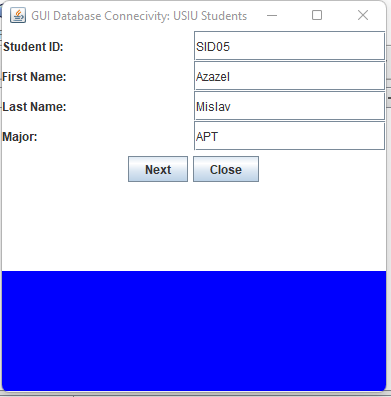 GUI Database Connecivity: USIU Students
Student ID: SID05
First Name: Azazel
Last Name: Mislav
Major: APT
Next Close